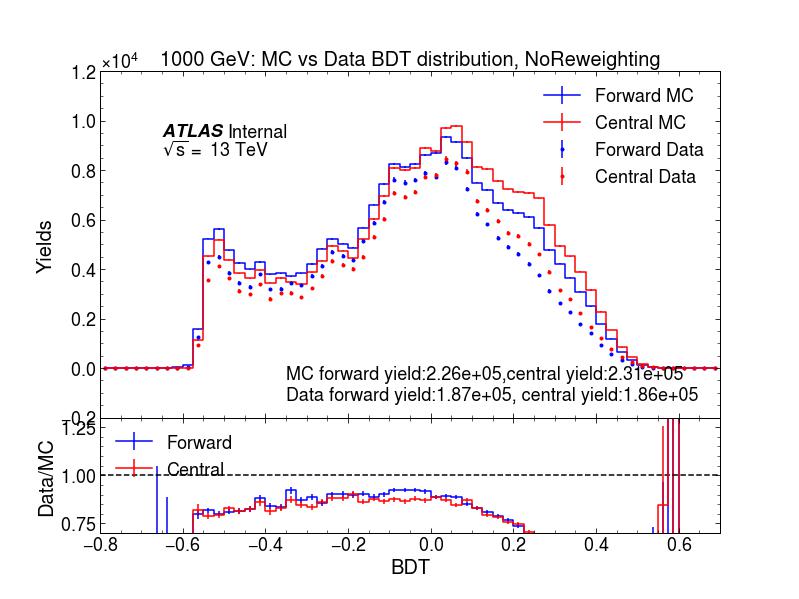 1000 GeV: MC vs Data BDT distribution, NoReweighting
×10⁴
1.2
1.0
0.8
0.6
0.4
0.2
0.0
0.2
Yields
ATLAS Internal
√s = 13 TeV
Forward MC
Central MC
Forward Data
Central Data
MC forward yield:2.26e+05,central yield:2.31e+05
Data forward yield:1.87e+05, central yield:1.86e+05
1.25
1.00
0.75
Data/MC
Forward
Central
−0.8 −0.6 −0.4 −0.2 0.0 0.2 0.4 0.6
BDT